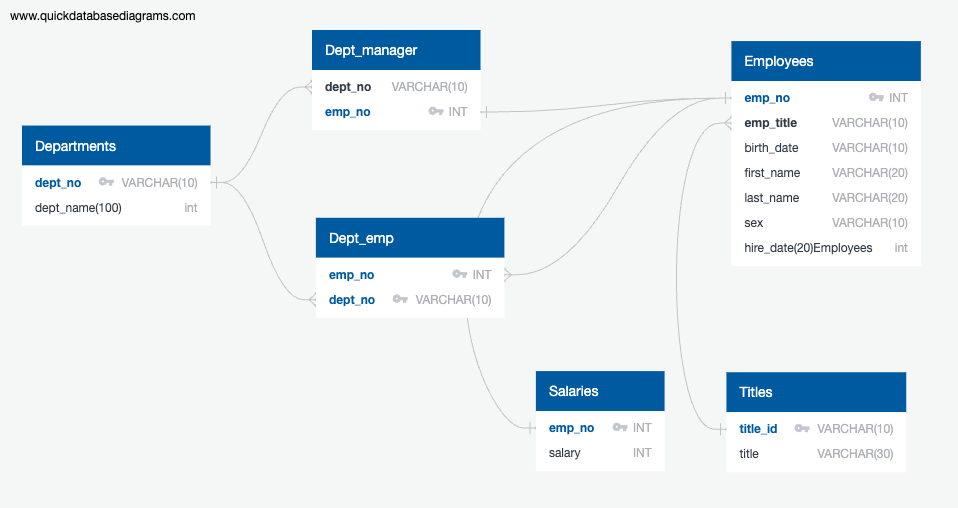 www.quickdatabasediagrams.com
Dept_manager
dept_no VARCHAR(10)
emp_no INT
Employees
emp_no INT
emp_title VARCHAR(10)
birth_date VARCHAR(10)
first_name VARCHAR(20)
last_name VARCHAR(20)
sex VARCHAR(10)
hire_date(20)Employees int
Departments
dept_no VARCHAR(10)
dept_name(100) int
Dept_emp
emp_no INT
dept_no VARCHAR(10)
Salaries
emp_no INT
salary INT
Titles
title_id VARCHAR(10)
title VARCHAR(30)